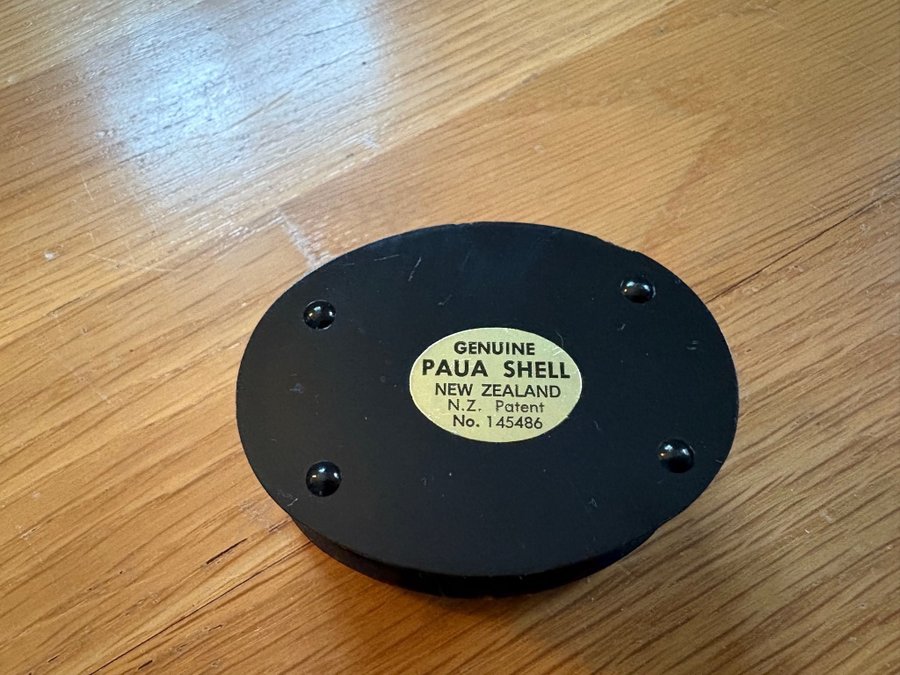 GENUINE
PAUA SHELL
NEW ZEALAND
N.Z. Patent
No. 145486